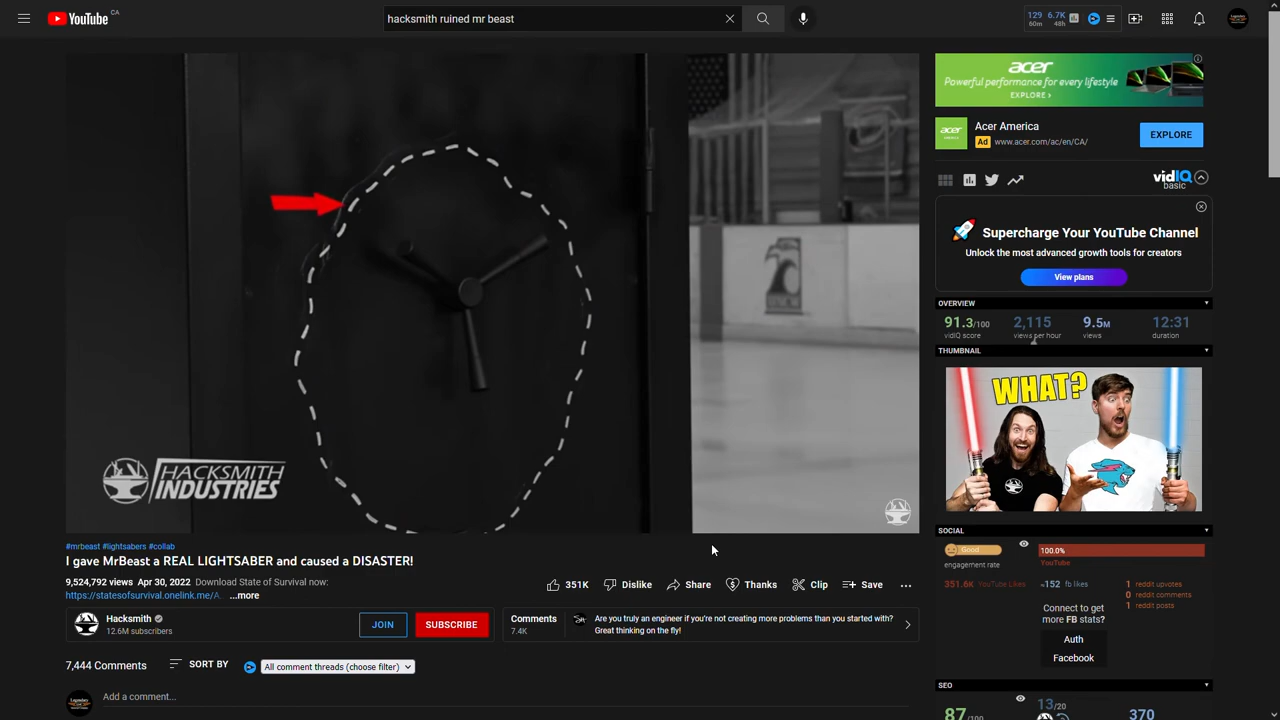 YouTube CA
hacksmith ruined mr beast
129 6.7K
60m 48h
HACKSMITH
INDUSTRIES
#mrbeast #lightsabers #collab
I gave MrBeast a REAL LIGHTSABER and caused a DISASTER!
9,524,792 views Apr 30, 2022 Download State of Survival now:
https://statesofsurvival.onelink.me/A. ...more
351K Dislike Share Thanks Clip Save
Hacksmith
12.6M subscribers
JOIN SUBSCRIBE
Comments
7.4K
Are you truly an engineer if you're not creating more problems than you started with?
Great thinking on the fly!
7,444 Comments SORT BY All comment threads (choose filter)
Add a comment...
acer
Powerful performance for every lifestyle
EXPLORE >
acer
Acer America
Ad www.acer.com/ac/en/CA/
EXPLORE
vidIQ
basic
Supercharge Your YouTube Channel
Unlock the most advanced growth tools for creators
View plans
OVERVIEW
91.3/100 2,115 9.5M 12:31
vidIQ score views per hour views duration
THUMBNAIL
WHAT?
SOCIAL
Good 100.0%
engagement rate YouTube
351.6K YouTube Likes 152 fb likes
1 reddit upvotes
0 reddit comments
1 reddit posts
Connect to get
more FB stats?
Auth
Facebook
SEO
87/100 13/20 370